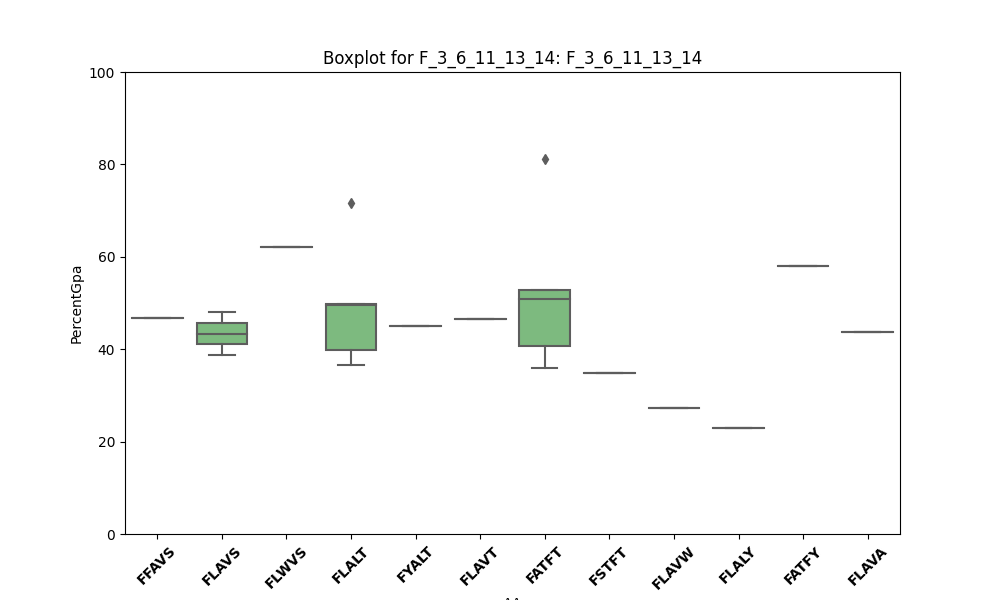 Boxplot for F_3_6_11_13_14: F_3_6_11_13_14
100
80
60
40
20
0
PercentGpa
FFAVS
FLAVS
FLWVS
FLALT
FYALT
FLAVT
FATFT
FSTFT
FLAVW
FLALY
FATFY
FLAVA